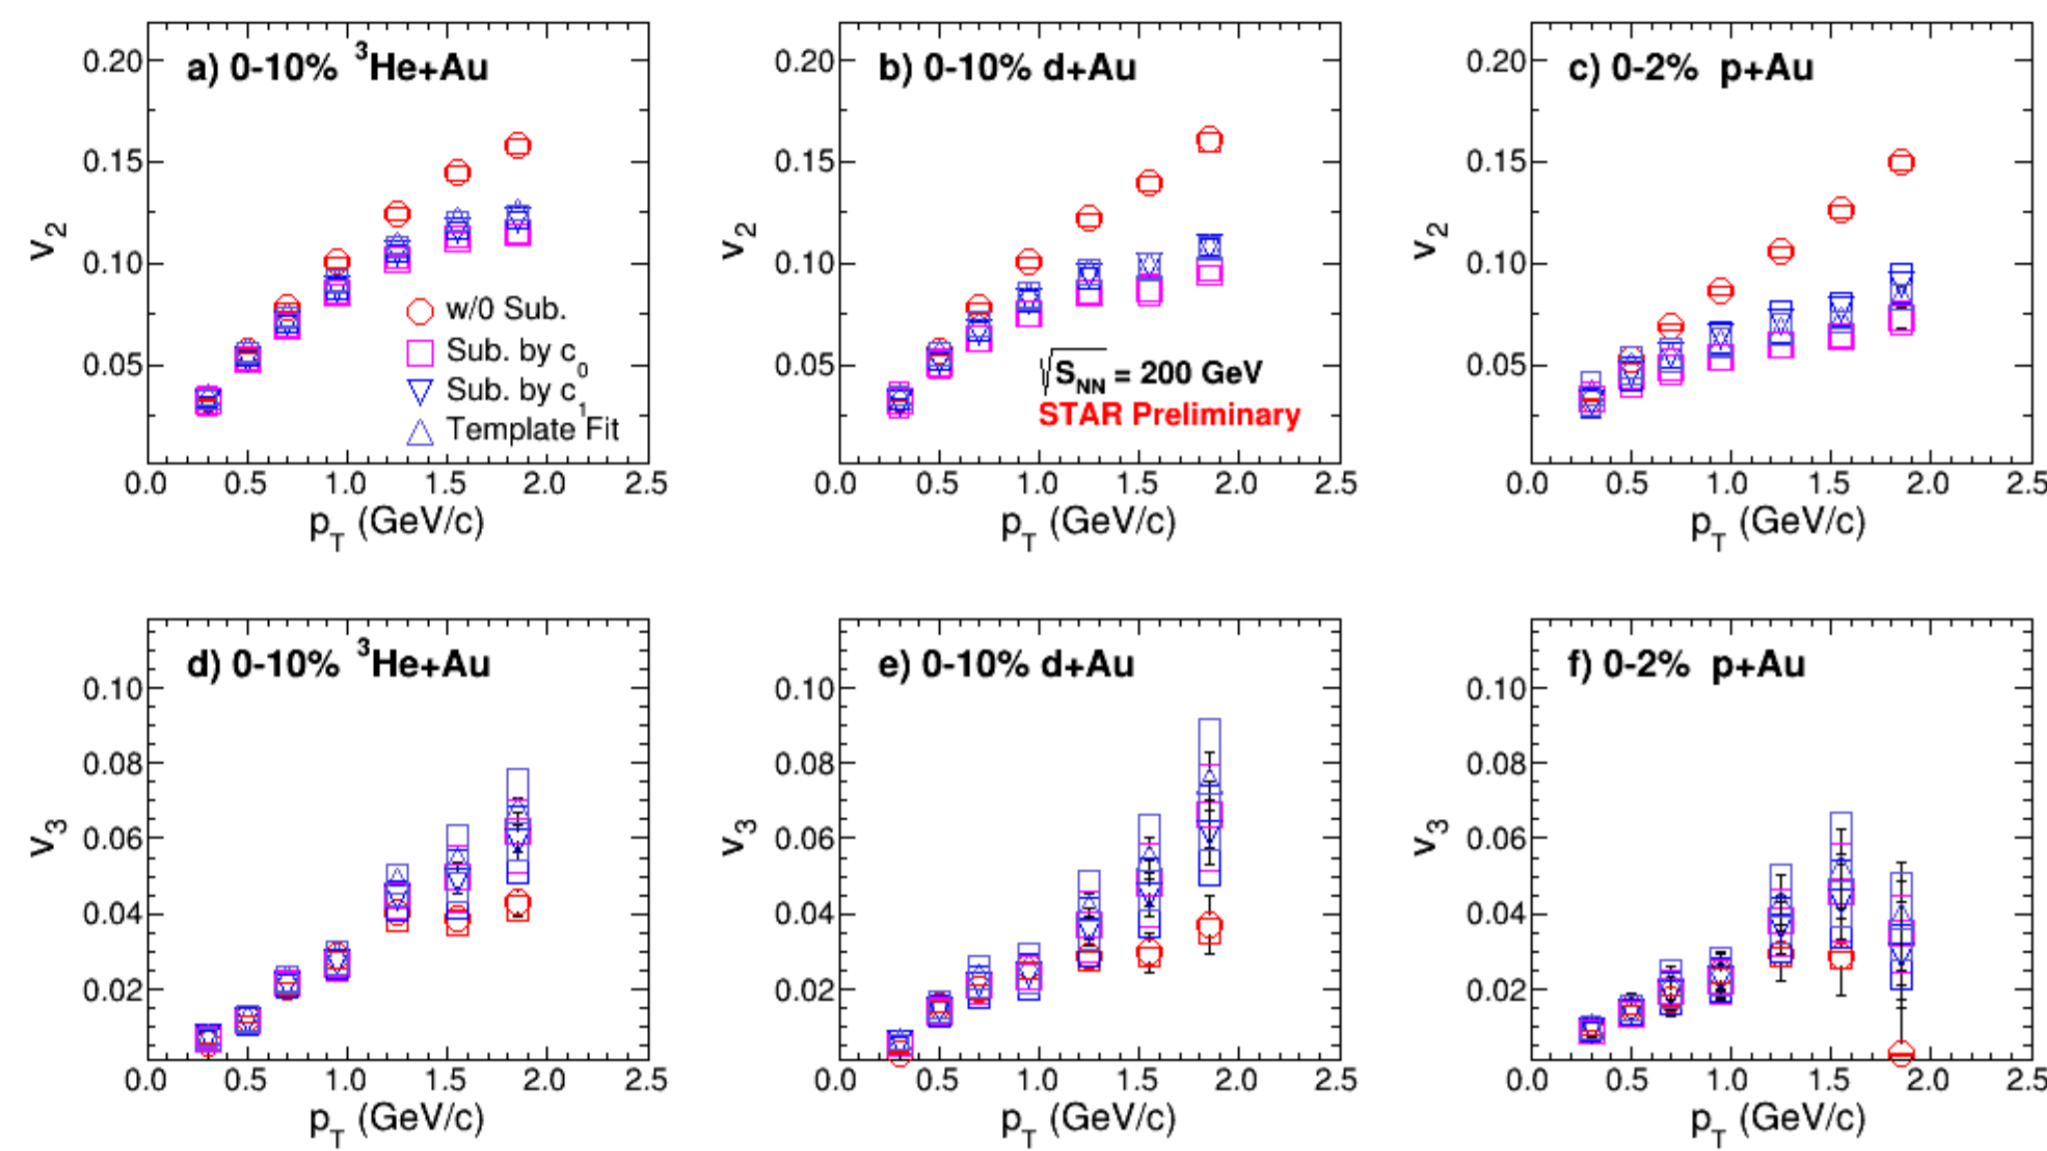 a) 0-10% ³He+Au
0.20
0.15
0.10
0.05
v₂
w/0 Sub.
Sub. by c₀
Sub. by c₁
Template Fit
0.0 0.5 1.0 1.5 2.0 2.5
p_T (GeV/c)
b) 0-10% d+Au
0.20
0.15
0.10
0.05
v₂
√S_NN = 200 GeV
STAR Preliminary
0.0 0.5 1.0 1.5 2.0 2.5
p_T (GeV/c)
c) 0-2% p+Au
0.20
0.15
0.10
0.05
v₂
0.0 0.5 1.0 1.5 2.0 2.5
p_T (GeV/c)
d) 0-10% ³He+Au
0.10
0.08
0.06
0.04
0.02
v₃
0.0 0.5 1.0 1.5 2.0 2.5
p_T (GeV/c)
e) 0-10% d+Au
0.10
0.08
0.06
0.04
0.02
v₃
0.0 0.5 1.0 1.5 2.0 2.5
p_T (GeV/c)
f) 0-2% p+Au
0.10
0.08
0.06
0.04
0.02
v₃
0.0 0.5 1.0 1.5 2.0 2.5
p_T (GeV/c)